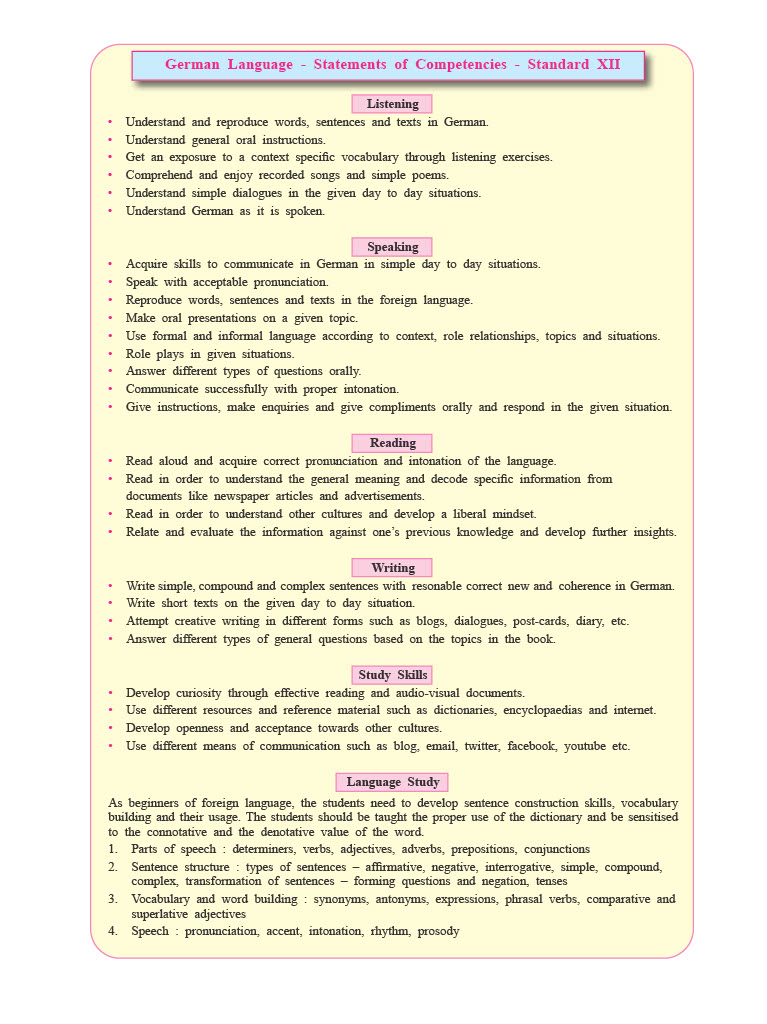 German Language - Statements of Competencies - Standard XII
Listening
• Understand and reproduce words, sentences and texts in German.
• Understand general oral instructions.
• Get an exposure to a context specific vocabulary through listening exercises.
• Comprehend and enjoy recorded songs and simple poems.
• Understand simple dialogues in the given day to day situations.
• Understand German as it is spoken.
Speaking
• Acquire skills to communicate in German in simple day to day situations.
• Speak with acceptable pronunciation.
• Reproduce words, sentences and texts in the foreign language.
• Make oral presentations on a given topic.
• Use formal and informal language according to context, role relationships, topics and situations.
• Role plays in given situations.
• Answer different types of questions orally.
• Communicate successfully with proper intonation.
• Give instructions, make enquiries and give compliments orally and respond in the given situation.
Reading
• Read aloud and acquire correct pronunciation and intonation of the language.
• Read in order to understand the general meaning and decode specific information from
documents like newspaper articles and advertisements.
• Read in order to understand other cultures and develop a liberal mindset.
• Relate and evaluate the information against one’s previous knowledge and develop further insights.
Writing
• Write simple, compound and complex sentences with resonable correct new and coherence in German.
• Write short texts on the given day to day situation.
• Attempt creative writing in different forms such as blogs, dialogues, post-cards, diary, etc.
• Answer different types of general questions based on the topics in the book.
Study Skills
• Develop curiosity through effective reading and audio-visual documents.
• Use different resources and reference material such as dictionaries, encyclopaedias and internet.
• Develop openness and acceptance towards other cultures.
• Use different means of communication such as blog, email, twitter, facebook, youtube etc.
Language Study
As beginners of foreign language, the students need to develop sentence construction skills, vocabulary
building and their usage. The students should be taught the proper use of the dictionary and be sensitised
to the connotative and the denotative value of the word.
1. Parts of speech : determiners, verbs, adjectives, adverbs, prepositions, conjunctions
2. Sentence structure : types of sentences – affirmative, negative, interrogative, simple, compound,
complex, transformation of sentences – forming questions and negation, tenses
3. Vocabulary and word building : synonyms, antonyms, expressions, phrasal verbs, comparative and
superlative adjectives
4. Speech : pronunciation, accent, intonation, rhythm, prosody